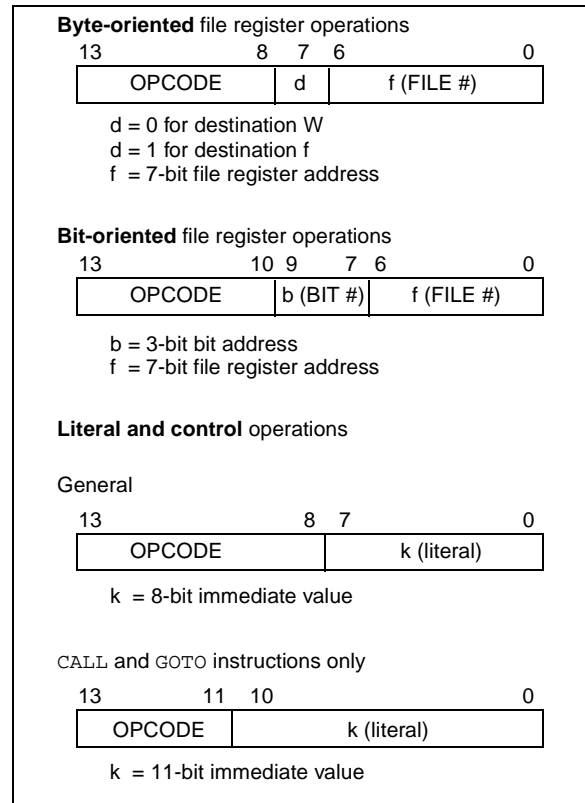 Byte-oriented file register operations
13 8 7 6 0
OPCODE d f (FILE #)
d = 0 for destination W
d = 1 for destination f
f = 7-bit file register address
Bit-oriented file register operations
13 10 9 7 6 0
OPCODE b (BIT #) f (FILE #)
b = 3-bit bit address
f = 7-bit file register address
Literal and control operations
General
13 8 7 0
OPCODE k (literal)
k = 8-bit immediate value
CALL and GOTO instructions only
13 11 10 0
OPCODE k (literal)
k = 11-bit immediate value